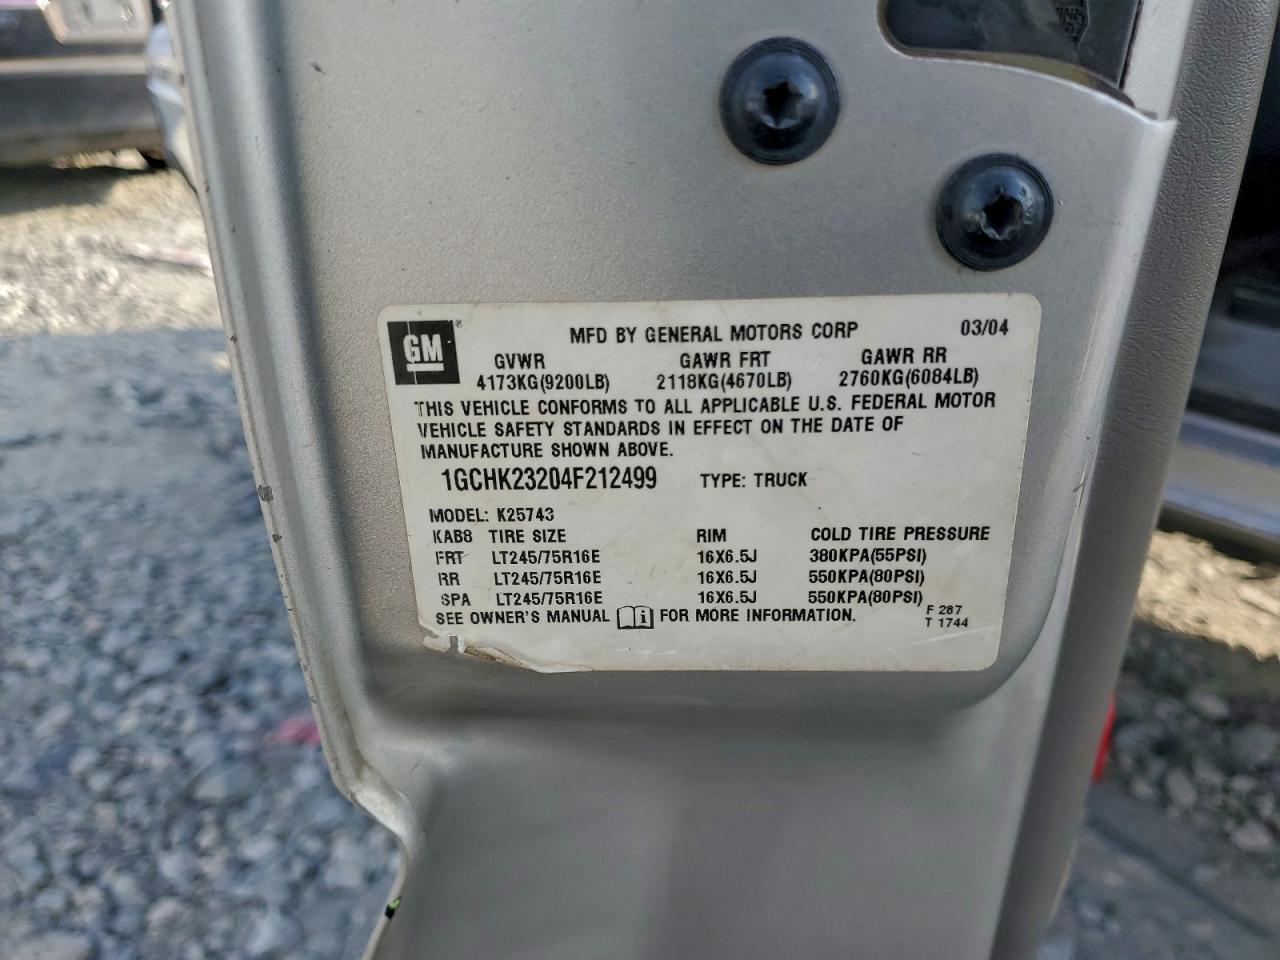 GM
MFD BY GENERAL MOTORS CORP 03/04
GVWR GAWR FRT GAWR RR
4173KG(9200LB) 2118KG(4670LB) 2760KG(6084LB)
THIS VEHICLE CONFORMS TO ALL APPLICABLE U.S. FEDERAL MOTOR
VEHICLE SAFETY STANDARDS IN EFFECT ON THE DATE OF
MANUFACTURE SHOWN ABOVE.
1GCHK23204F212499 TYPE: TRUCK
MODEL: K25743
KAB8 TIRE SIZE RIM COLD TIRE PRESSURE
FRT LT245/75R16E 16X6.5J 380KPA(55PSI)
RR LT245/75R16E 16X6.5J 550KPA(80PSI)
SPA LT245/75R16E 16X6.5J 550KPA(80PSI)
SEE OWNER'S MANUAL i FOR MORE INFORMATION.
F 287
T 1744